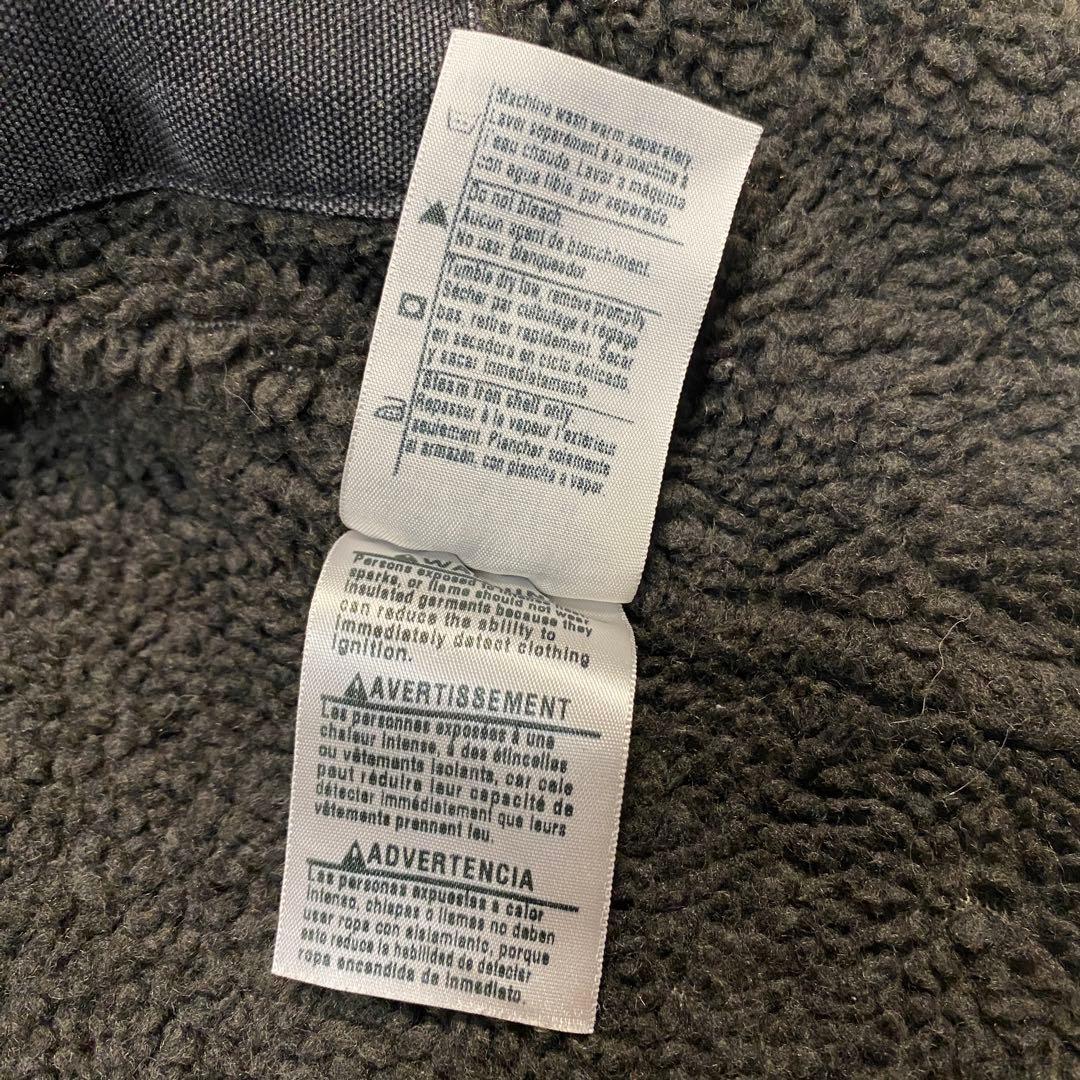 Machine wash warm separately
Laver séparément à la machine à
eau chaude. Lavar a máquina
con agua tibia, por separado.
Do not bleach.
Aucun agent de blanchiment.
No usar blanqueador.
Tumble dry low, remove promptly
Sécher par culbutage à réglage
bas, retirer rapidement. Secar
en secadora en ciclo delicado,
y sacar immediatamente
Steam iron shell only
Repasser à la vapeur l'extérieur
seulement. Planchar solamente
al armazón, con plancha a vapor.
Persons exposed
sparks, or flame should not wear
insulated garments because they
can reduce the ability to
immediately detect clothing
ignition.
AVERTISSEMENT
Les personnes exposées à une
chaleur intense, à des étincelles
ou vêtements isolants, car cele
peut réduire leur capacité de
détecter immédiatement que leurs
vêtements prennent feu.
ADVERTENCIA
Las personas expuestas a calor
intenso, chispas o llamas no deben
usar ropa con aislamiento, porque
esto reduce la habilidad de detectar
ropa encendida de inmediato.